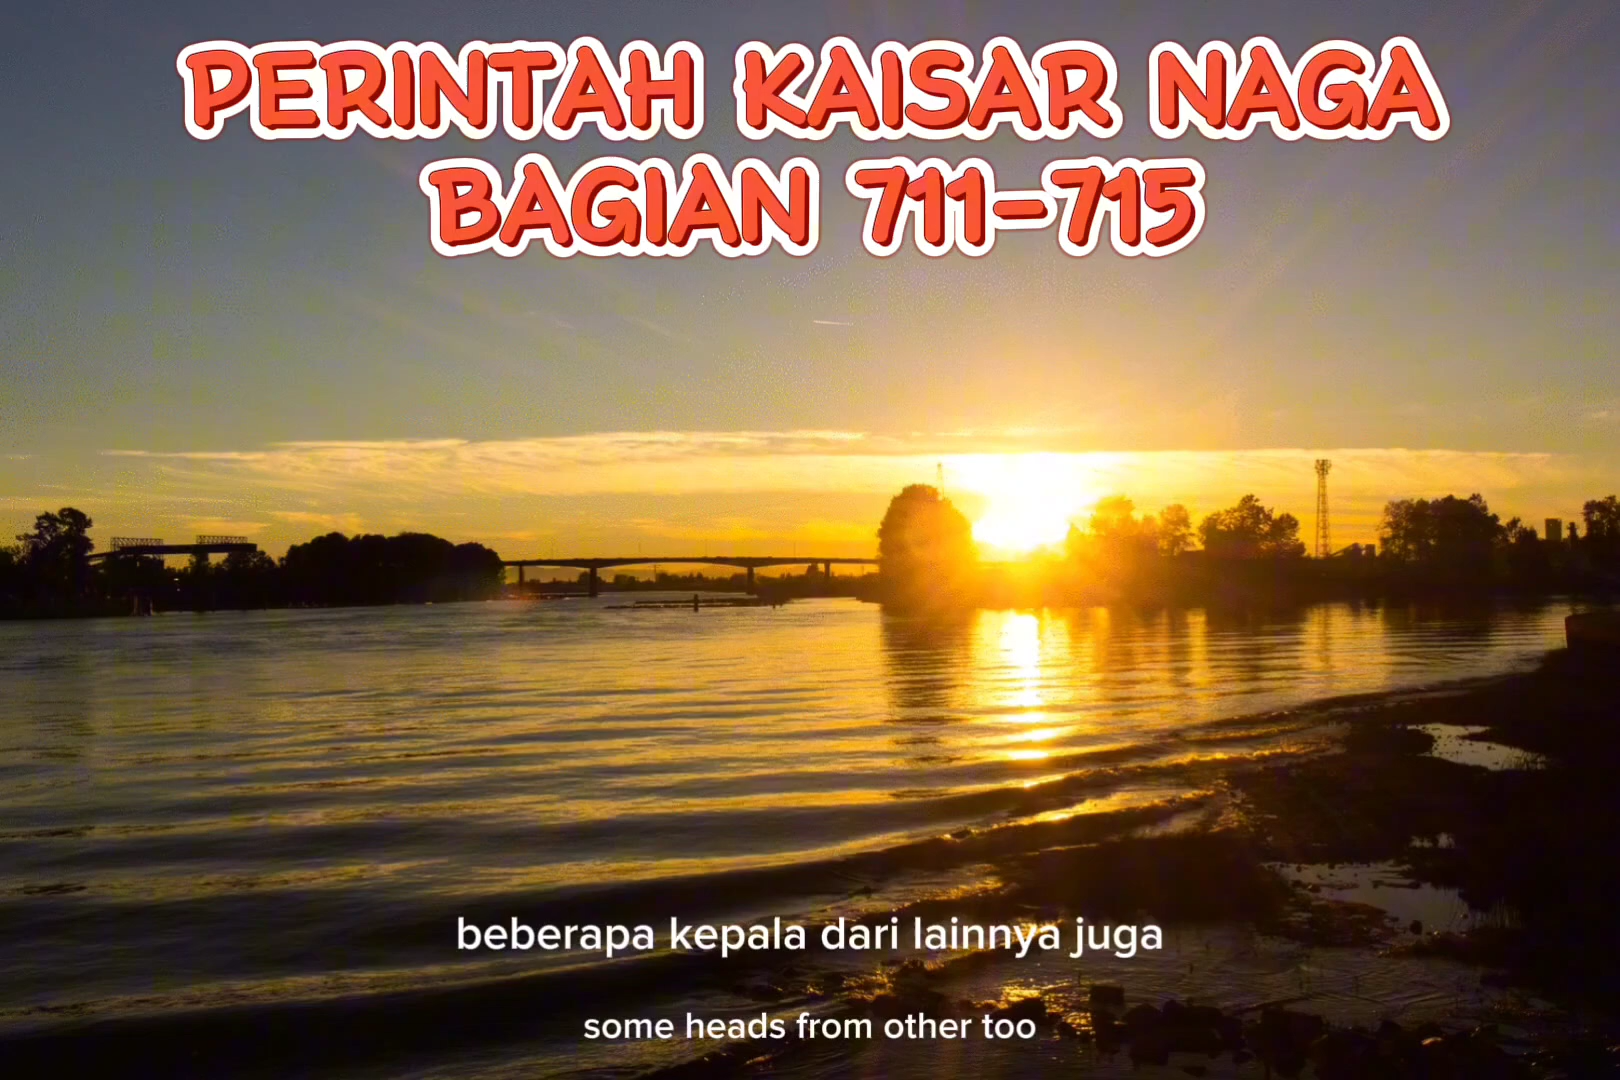 PERINTAH KAISAR NAGA
BAGIAN 711-715
beberapa kepala dari lainnya juga
some heads from other too